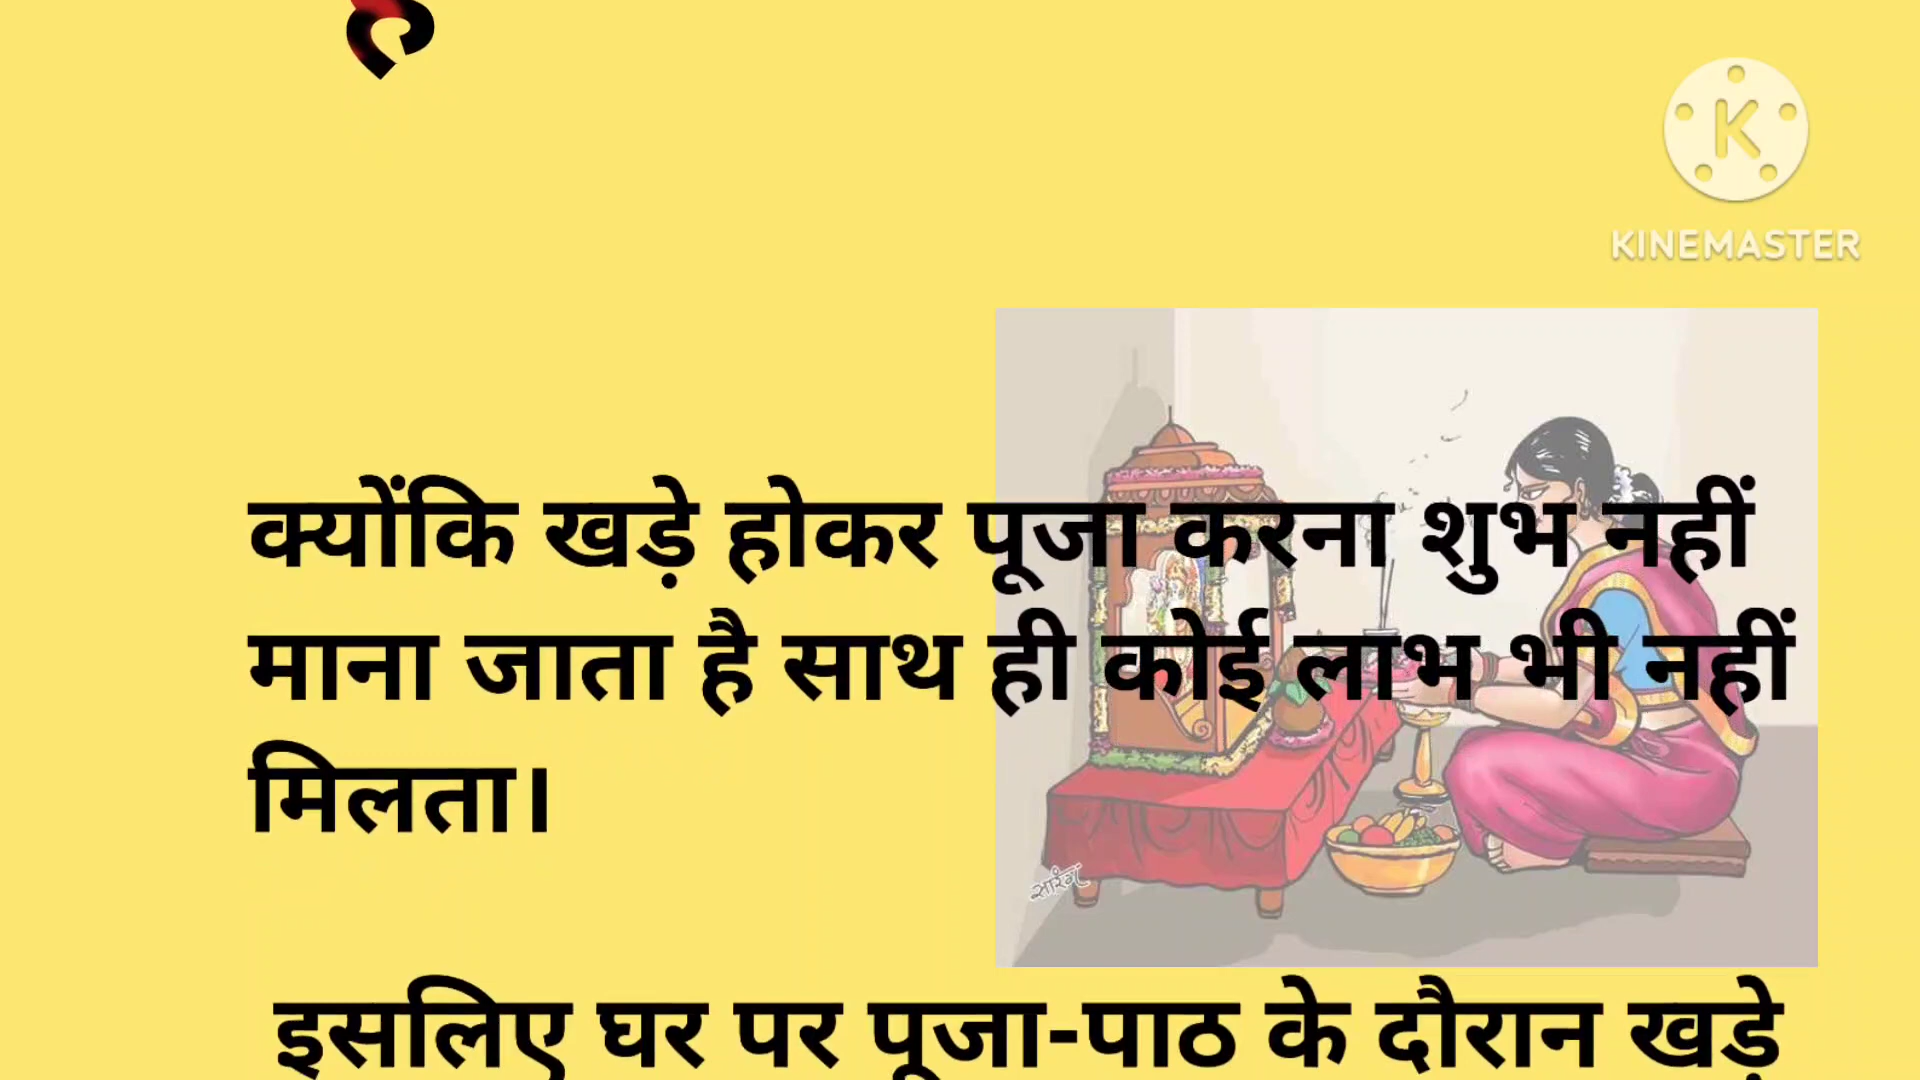 KINEMASTER
क्योंकि खड़े होकर पूजा करना शुभ नहीं
माना जाता है साथ ही कोई लाभ भी नहीं
मिलता।
सारंग
इसलिए घर पर पूजा-पाठ के दौरान खड़े